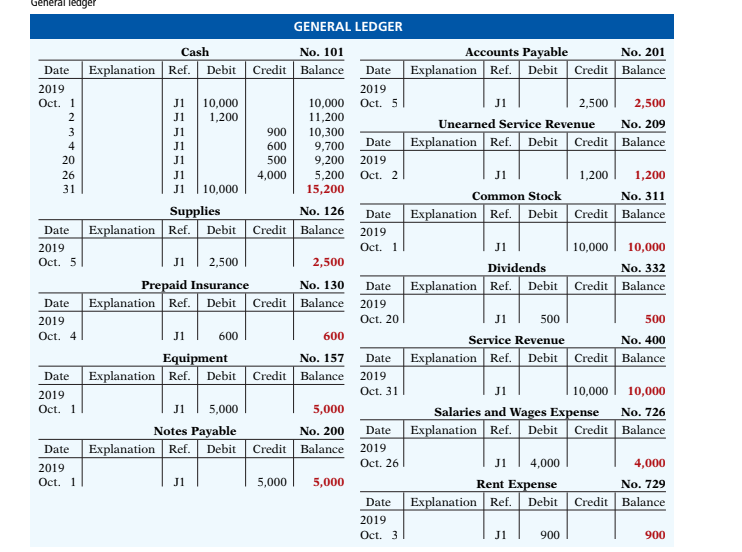 General ledger
GENERAL LEDGER
Cash No. 101
Date Explanation Ref. Debit Credit Balance
2019
Oct. 1 J1 10,000 10,000
2 J1 1,200 11,200
3 J1 900 10,300
4 J1 600 9,700
20 J1 500 9,200
26 J1 4,000 5,200
31 J1 10,000 15,200
Supplies No. 126
Date Explanation Ref. Debit Credit Balance
2019
Oct. 5 J1 2,500 2,500
Prepaid Insurance No. 130
Date Explanation Ref. Debit Credit Balance
2019
Oct. 4 J1 600 600
Equipment No. 157
Date Explanation Ref. Debit Credit Balance
2019
Oct. 1 J1 5,000 5,000
Notes Payable No. 200
Date Explanation Ref. Debit Credit Balance
2019
Oct. 1 J1 5,000 5,000
Accounts Payable No. 201
Date Explanation Ref. Debit Credit Balance
2019
Oct. 5 J1 2,500 2,500
Unearned Service Revenue No. 209
Date Explanation Ref. Debit Credit Balance
2019
Oct. 2 J1 1,200 1,200
Common Stock No. 311
Date Explanation Ref. Debit Credit Balance
2019
Oct. 1 J1 10,000 10,000
Dividends No. 332
Date Explanation Ref. Debit Credit Balance
2019
Oct. 20 J1 500 500
Service Revenue No. 400
Date Explanation Ref. Debit Credit Balance
2019
Oct. 31 J1 10,000 10,000
Salaries and Wages Expense No. 726
Date Explanation Ref. Debit Credit Balance
2019
Oct. 26 J1 4,000 4,000
Rent Expense No. 729
Date Explanation Ref. Debit Credit Balance
2019
Oct. 3 J1 900 900